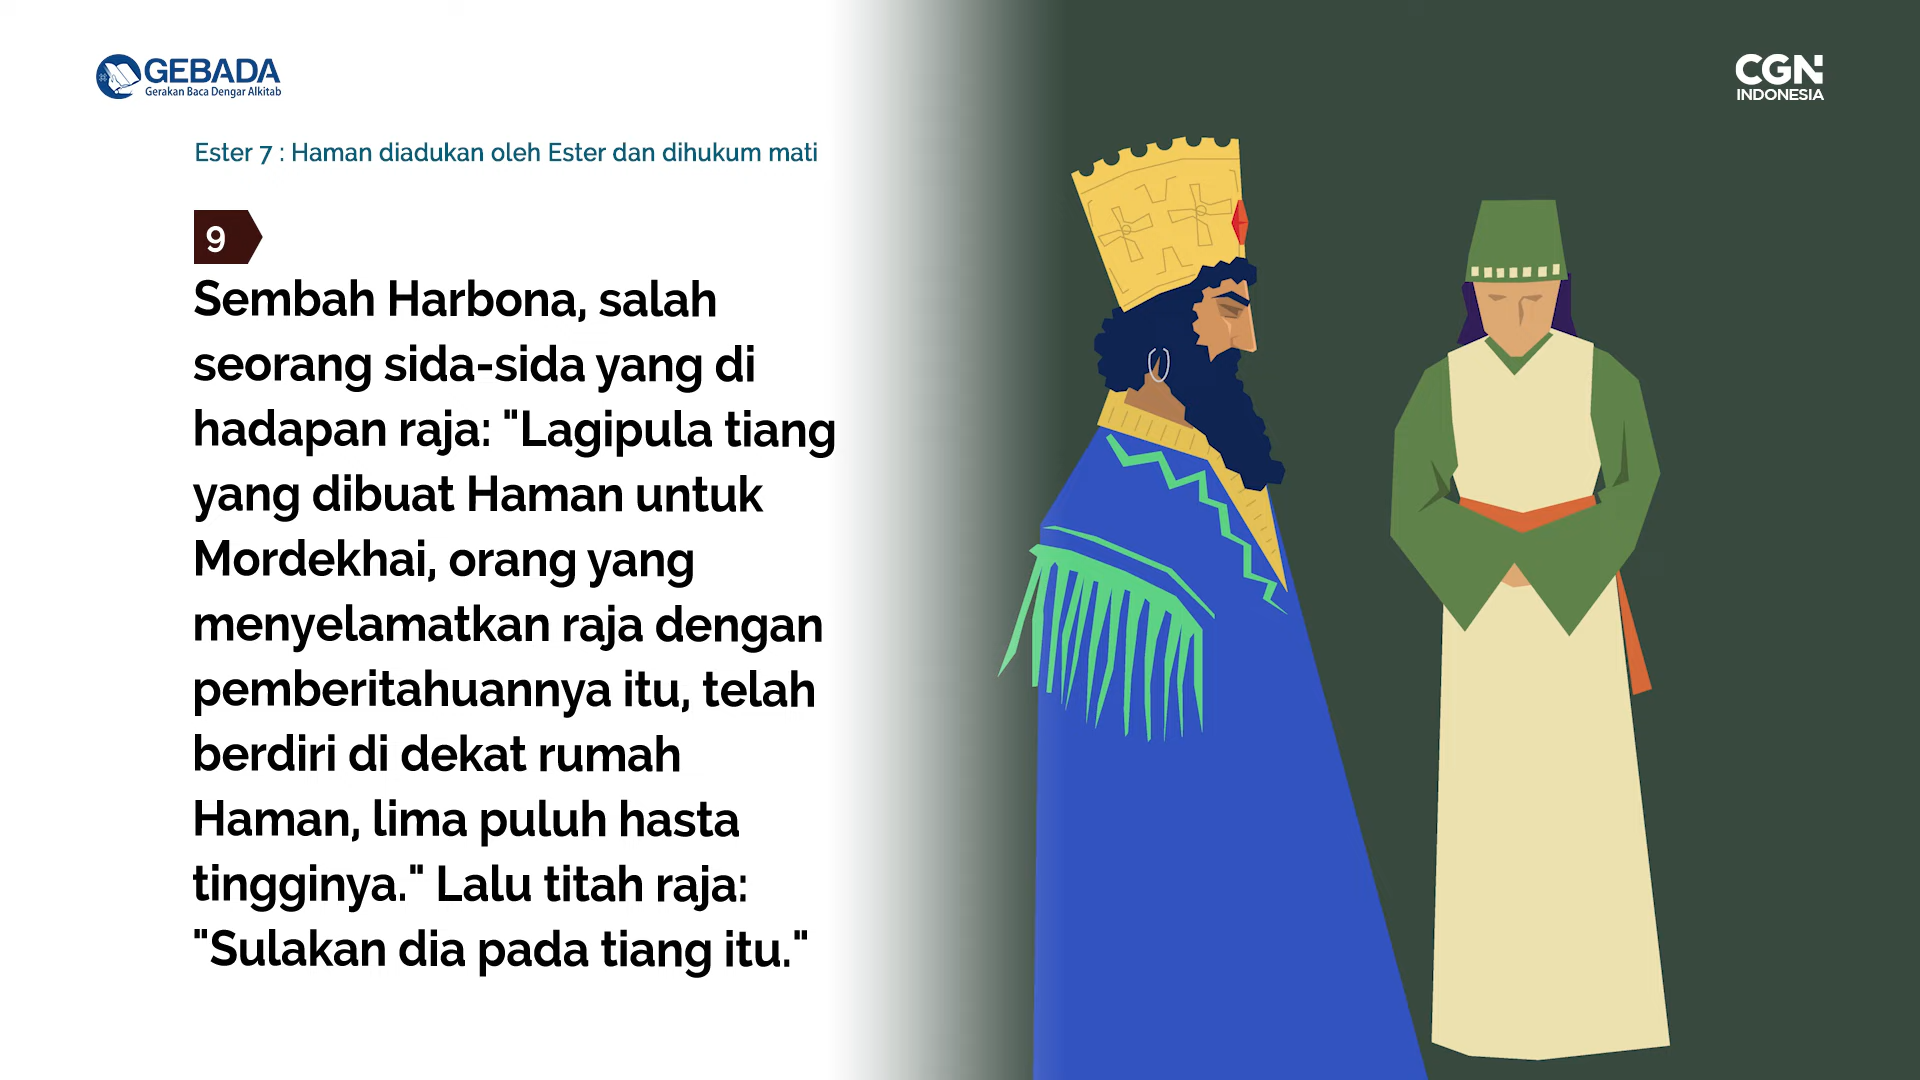 GEBADA
Gerakan Baca Dengar Alkitab
CGN
INDONESIA
Ester 7 : Haman diadukan oleh Ester dan dihukum mati
9
Sembah Harbona, salah
seorang sida-sida yang di
hadapan raja: "Lagipula tiang
yang dibuat Haman untuk
Mordekhai, orang yang
menyelamatkan raja dengan
pemberitahuannya itu, telah
berdiri di dekat rumah
Haman, lima puluh hasta
tingginya." Lalu titah raja:
"Sulakan dia pada tiang itu."